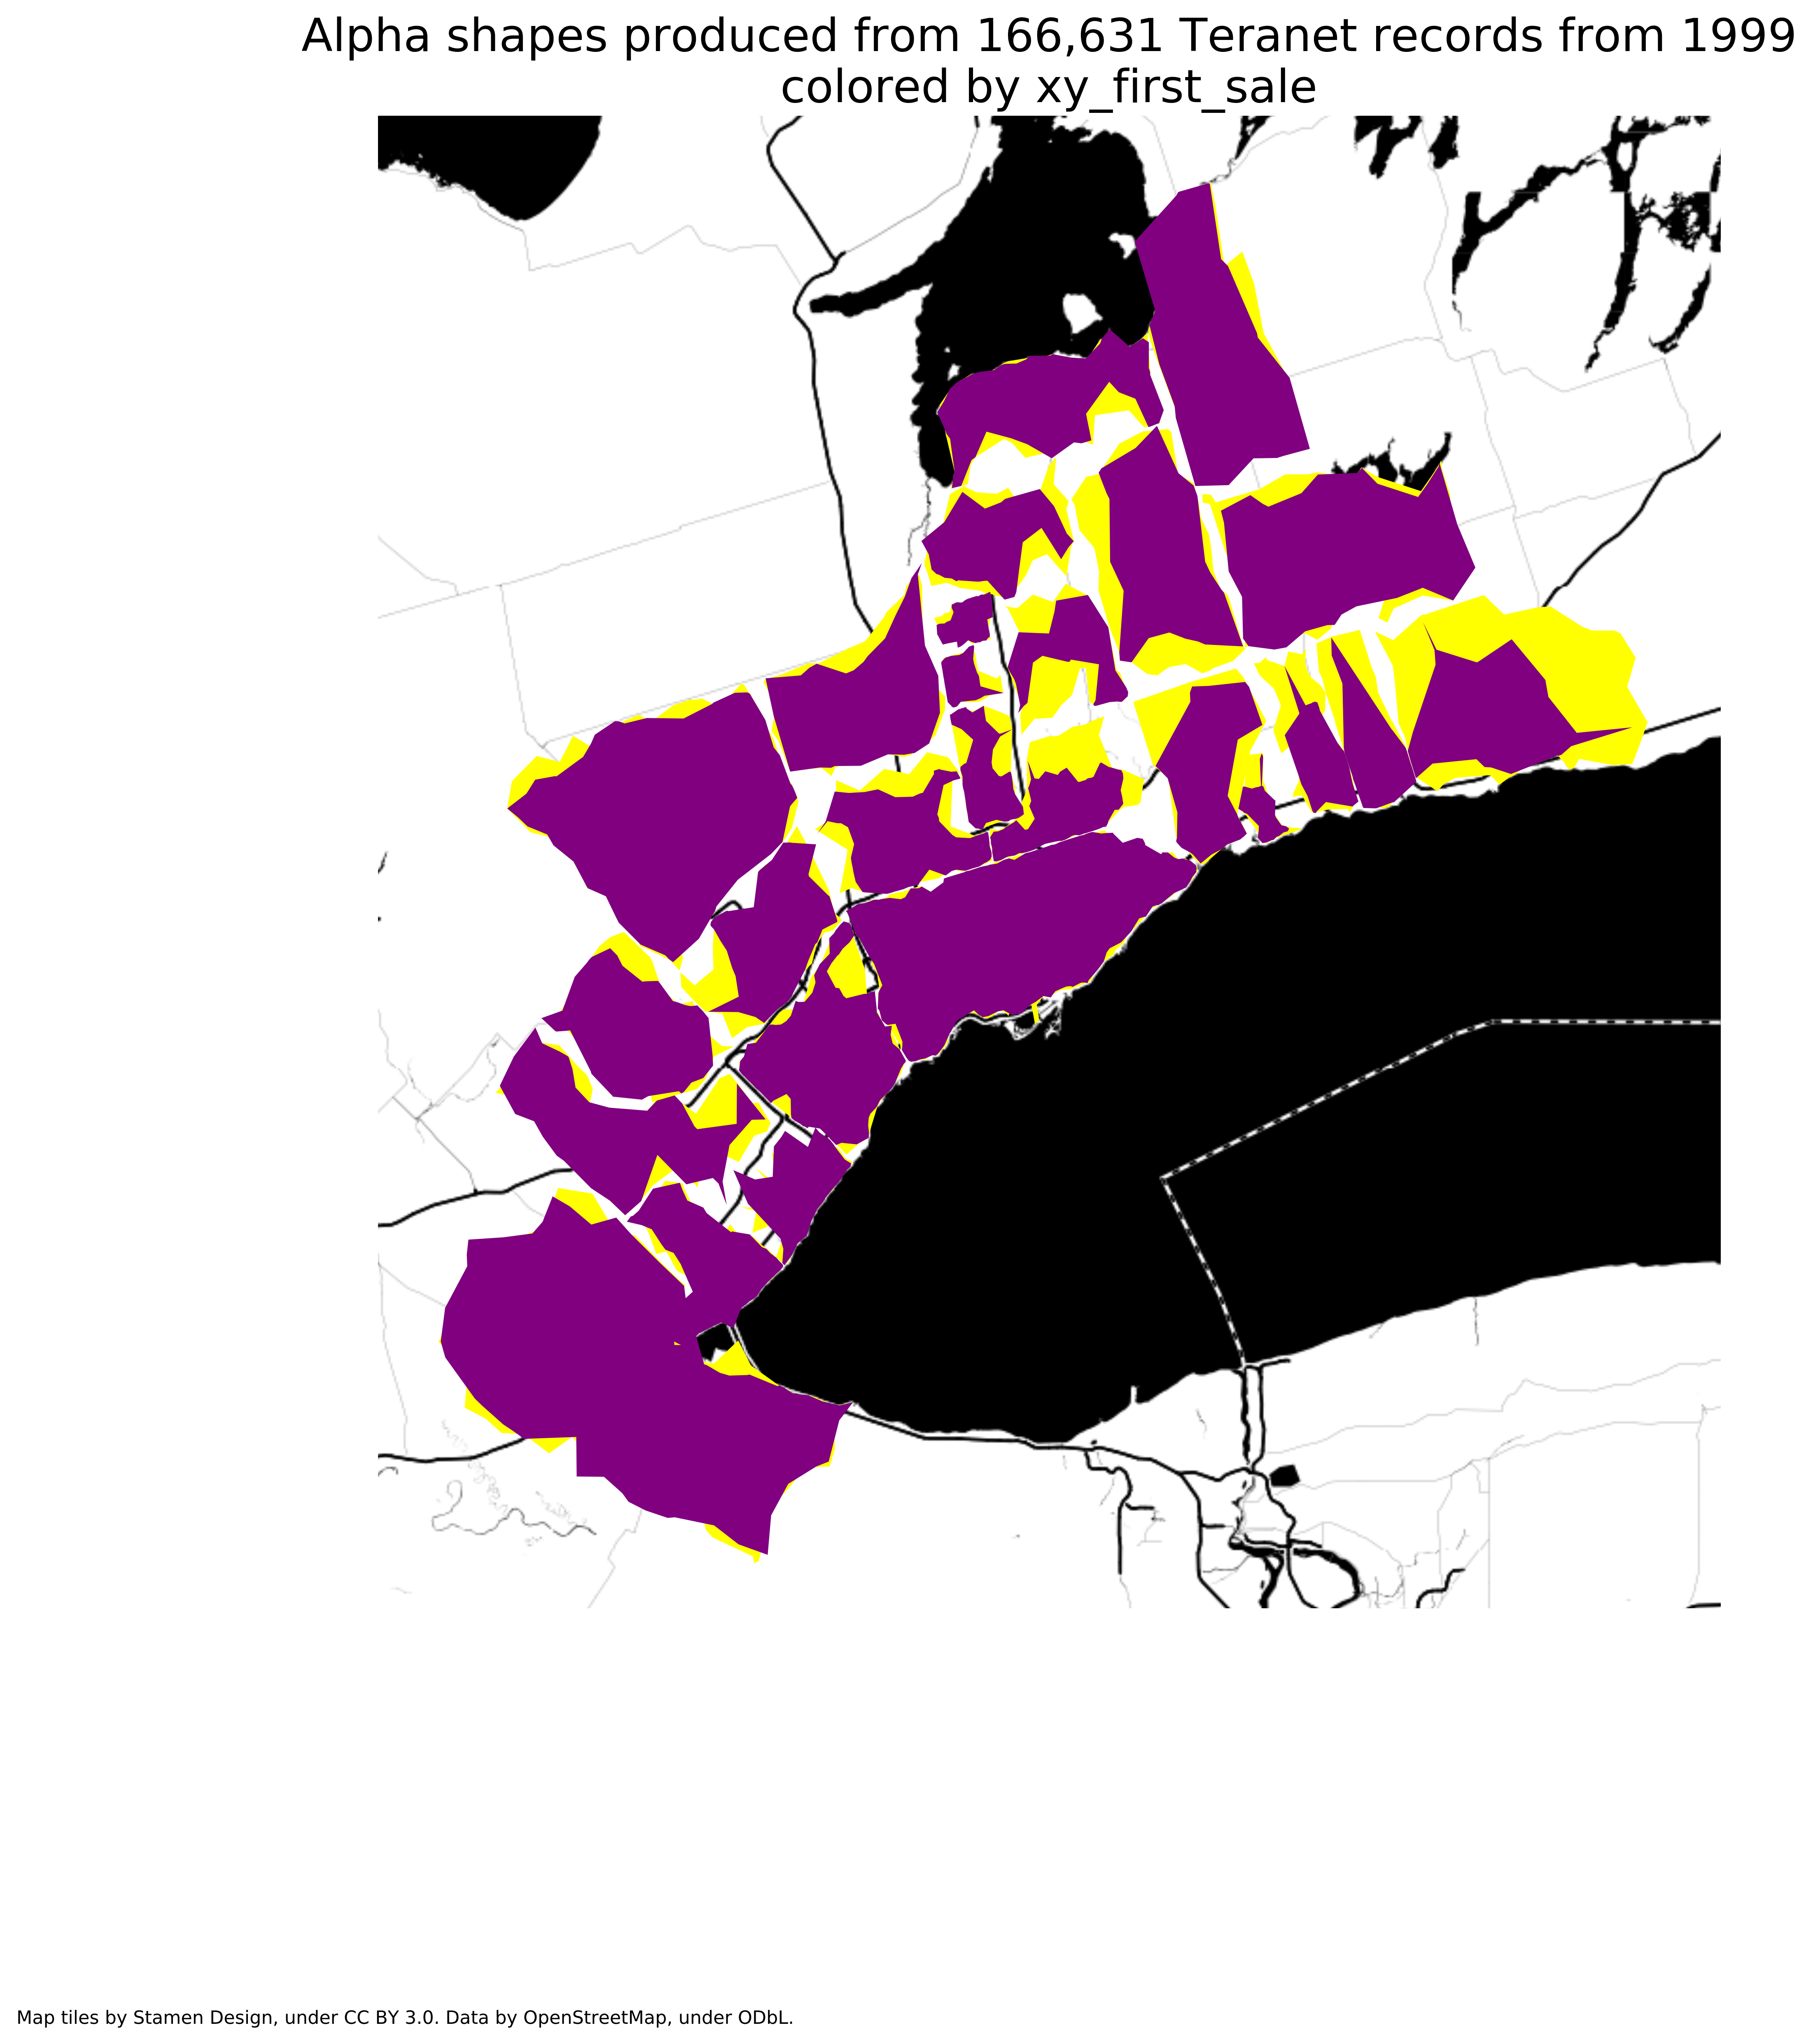 Alpha shapes produced from 166,631 Teranet records from 1999
colored by xy_first_sale
Map tiles by Stamen Design, under CC BY 3.0. Data by OpenStreetMap, under ODbL.